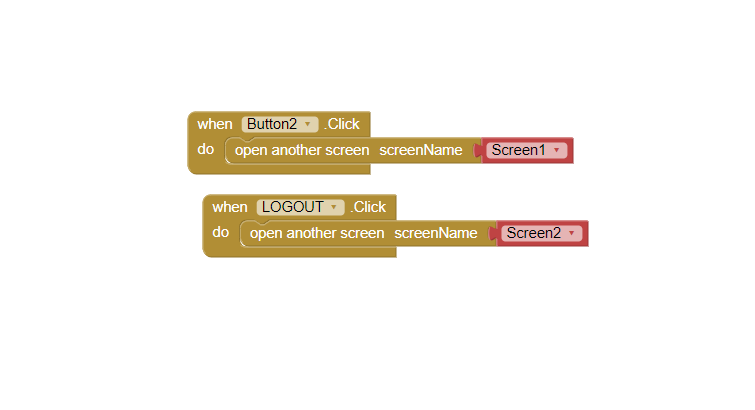 when Button2 .Click
do open another screen screenName Screen1
when LOGOUT .Click
do open another screen screenName Screen2